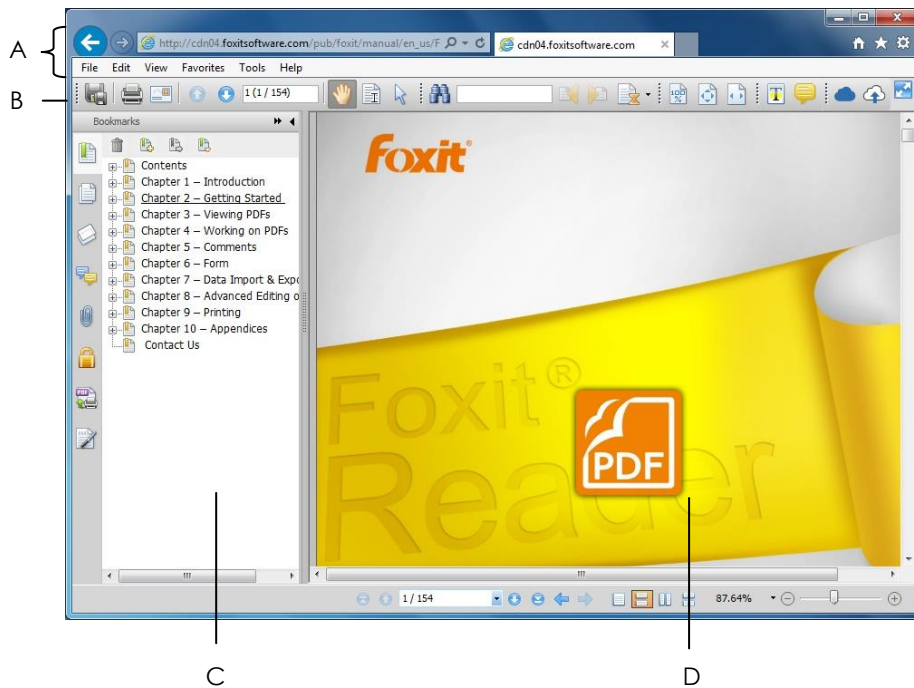 A
http://cdn04.foxitsoftware.com/pub/foxit/manual/en_us/F
cdn04.foxitsoftware.com
File Edit View Favorites Tools Help
B
1 (1 / 154)
100 %
T
Bookmarks
Contents
Chapter 1 – Introduction
Chapter 2 – Getting Started
Chapter 3 – Viewing PDFs
Chapter 4 – Working on PDFs
Chapter 5 – Comments
Chapter 6 – Form
Chapter 7 – Data Import & Expo
Chapter 8 – Advanced Editing o
Chapter 9 – Printing
Chapter 10 – Appendices
Contact Us
foxit®
Foxit®
Reader
PDF
1 / 154
87.64%
C
D